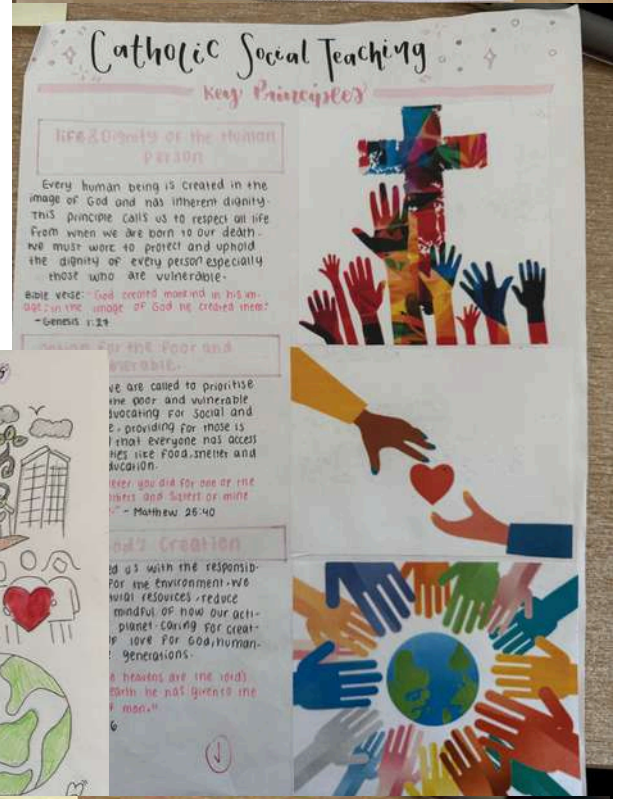 Catholic Social Teaching
Key Principles
Life & Dignity of the Human
Person
Every human being is created in the
image of God and has inherent dignity.
This principle calls us to respect all life
from when we are born to our death.
We must work to protect and uphold
the dignity of every person especially
those who are vulnerable.
Bible verse: "God created mankind in his im-
age; in the image of God he created them."
- Genesis 1:27
for the Poor and
we are called to prioritise
the poor and vulnerable
advocating for social and
providing for those is
that everyone has access
like food, shelter and
ducation.
ever you did for one of the
and Sisters of mine
- Matthew 25:40
od's Creation
ed us with the responsib-
for the environment. We
resources, reduce
mindful of how our acti-
planet. Caring for creat-
love for God, human-
generations.
heavens are the lord's
earth he has given to the
man."
6